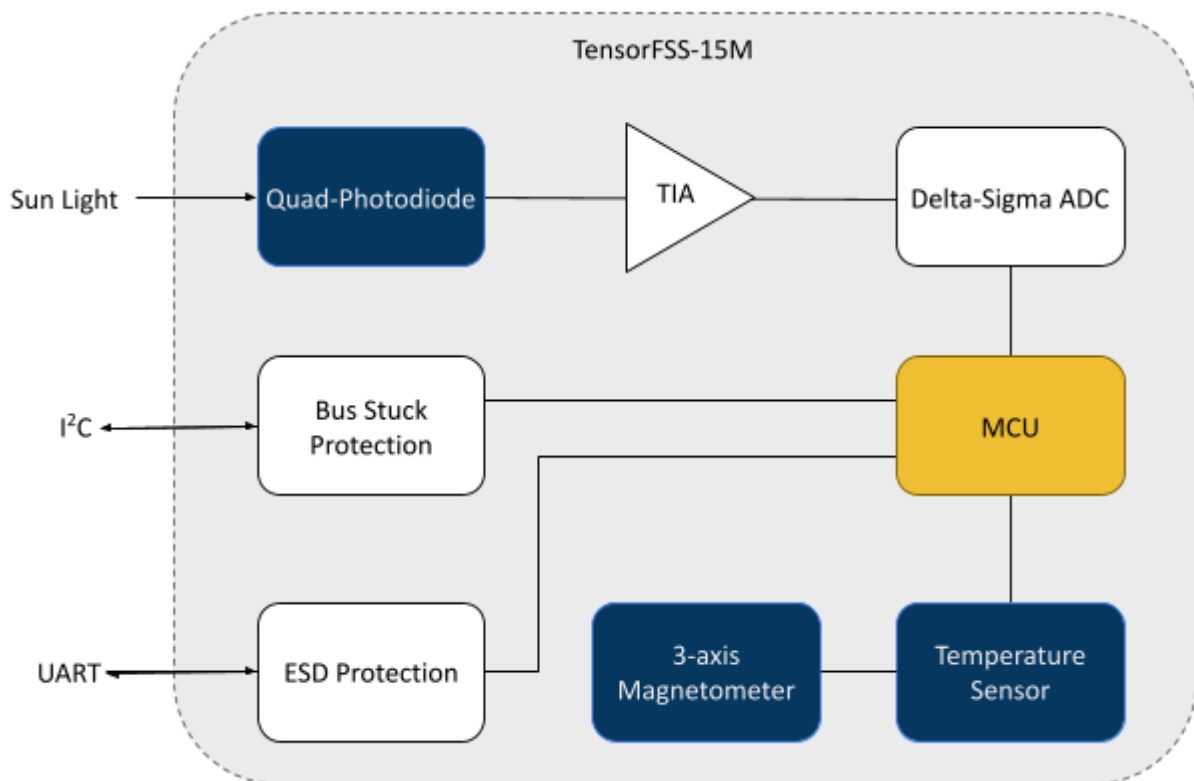 TensorFSS-15M
Sun Light
Quad-Photodiode
TIA
Delta-Sigma ADC
I²C
Bus Stuck
Protection
MCU
UART
ESD Protection
3-axis
Magnetometer
Temperature
Sensor